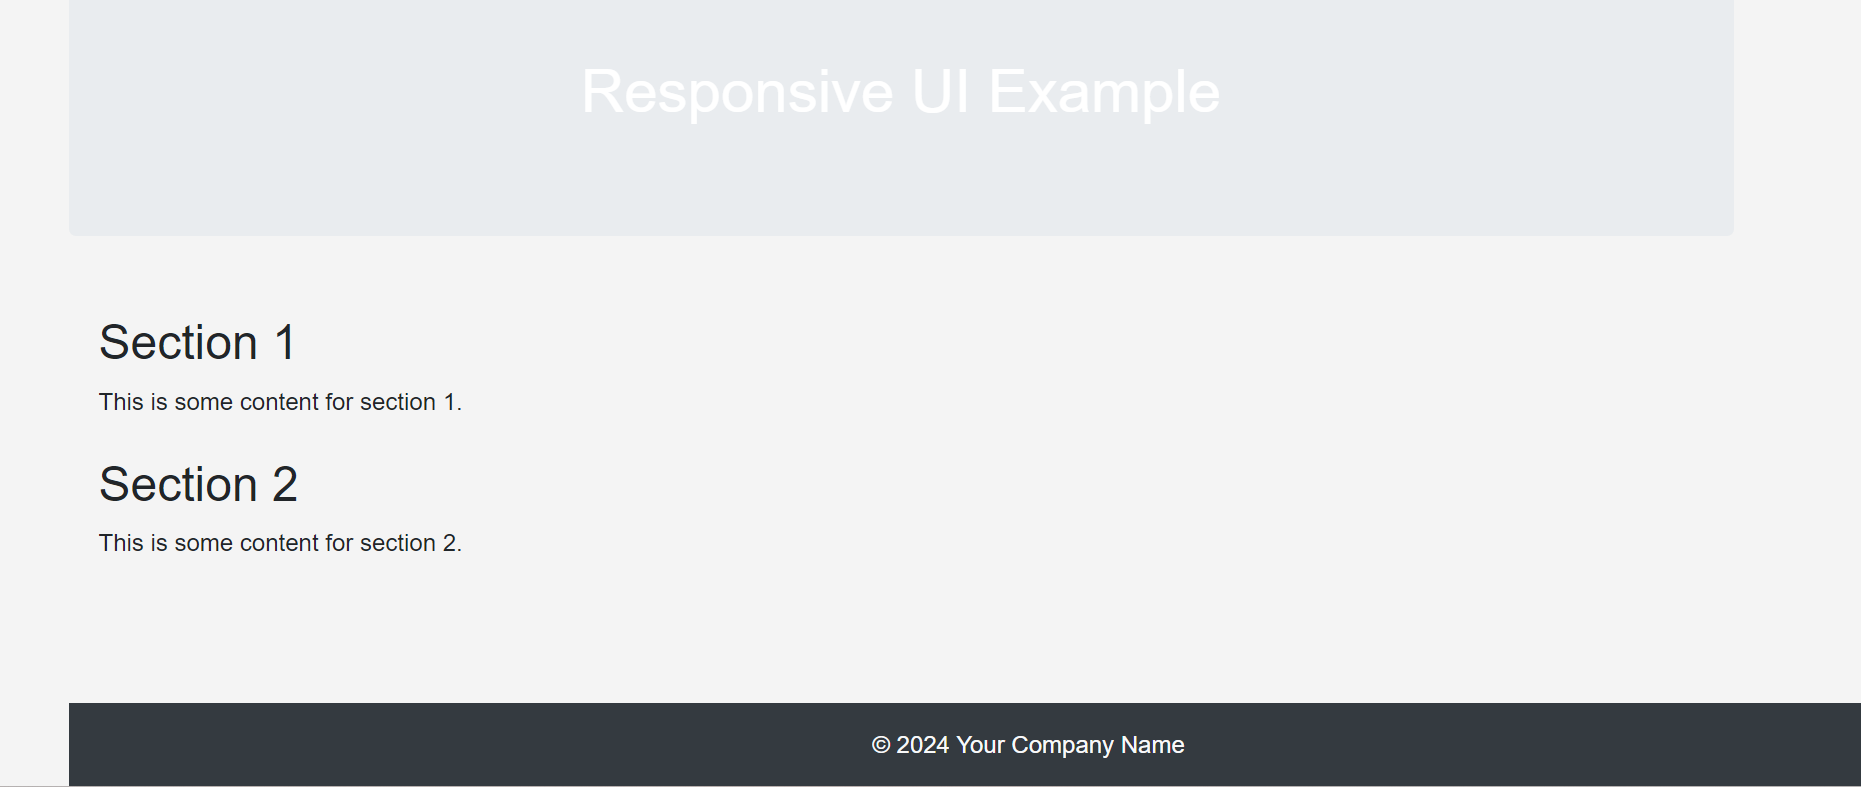 Responsive UI Example
Section 1
This is some content for section 1.
Section 2
This is some content for section 2.
© 2024 Your Company Name